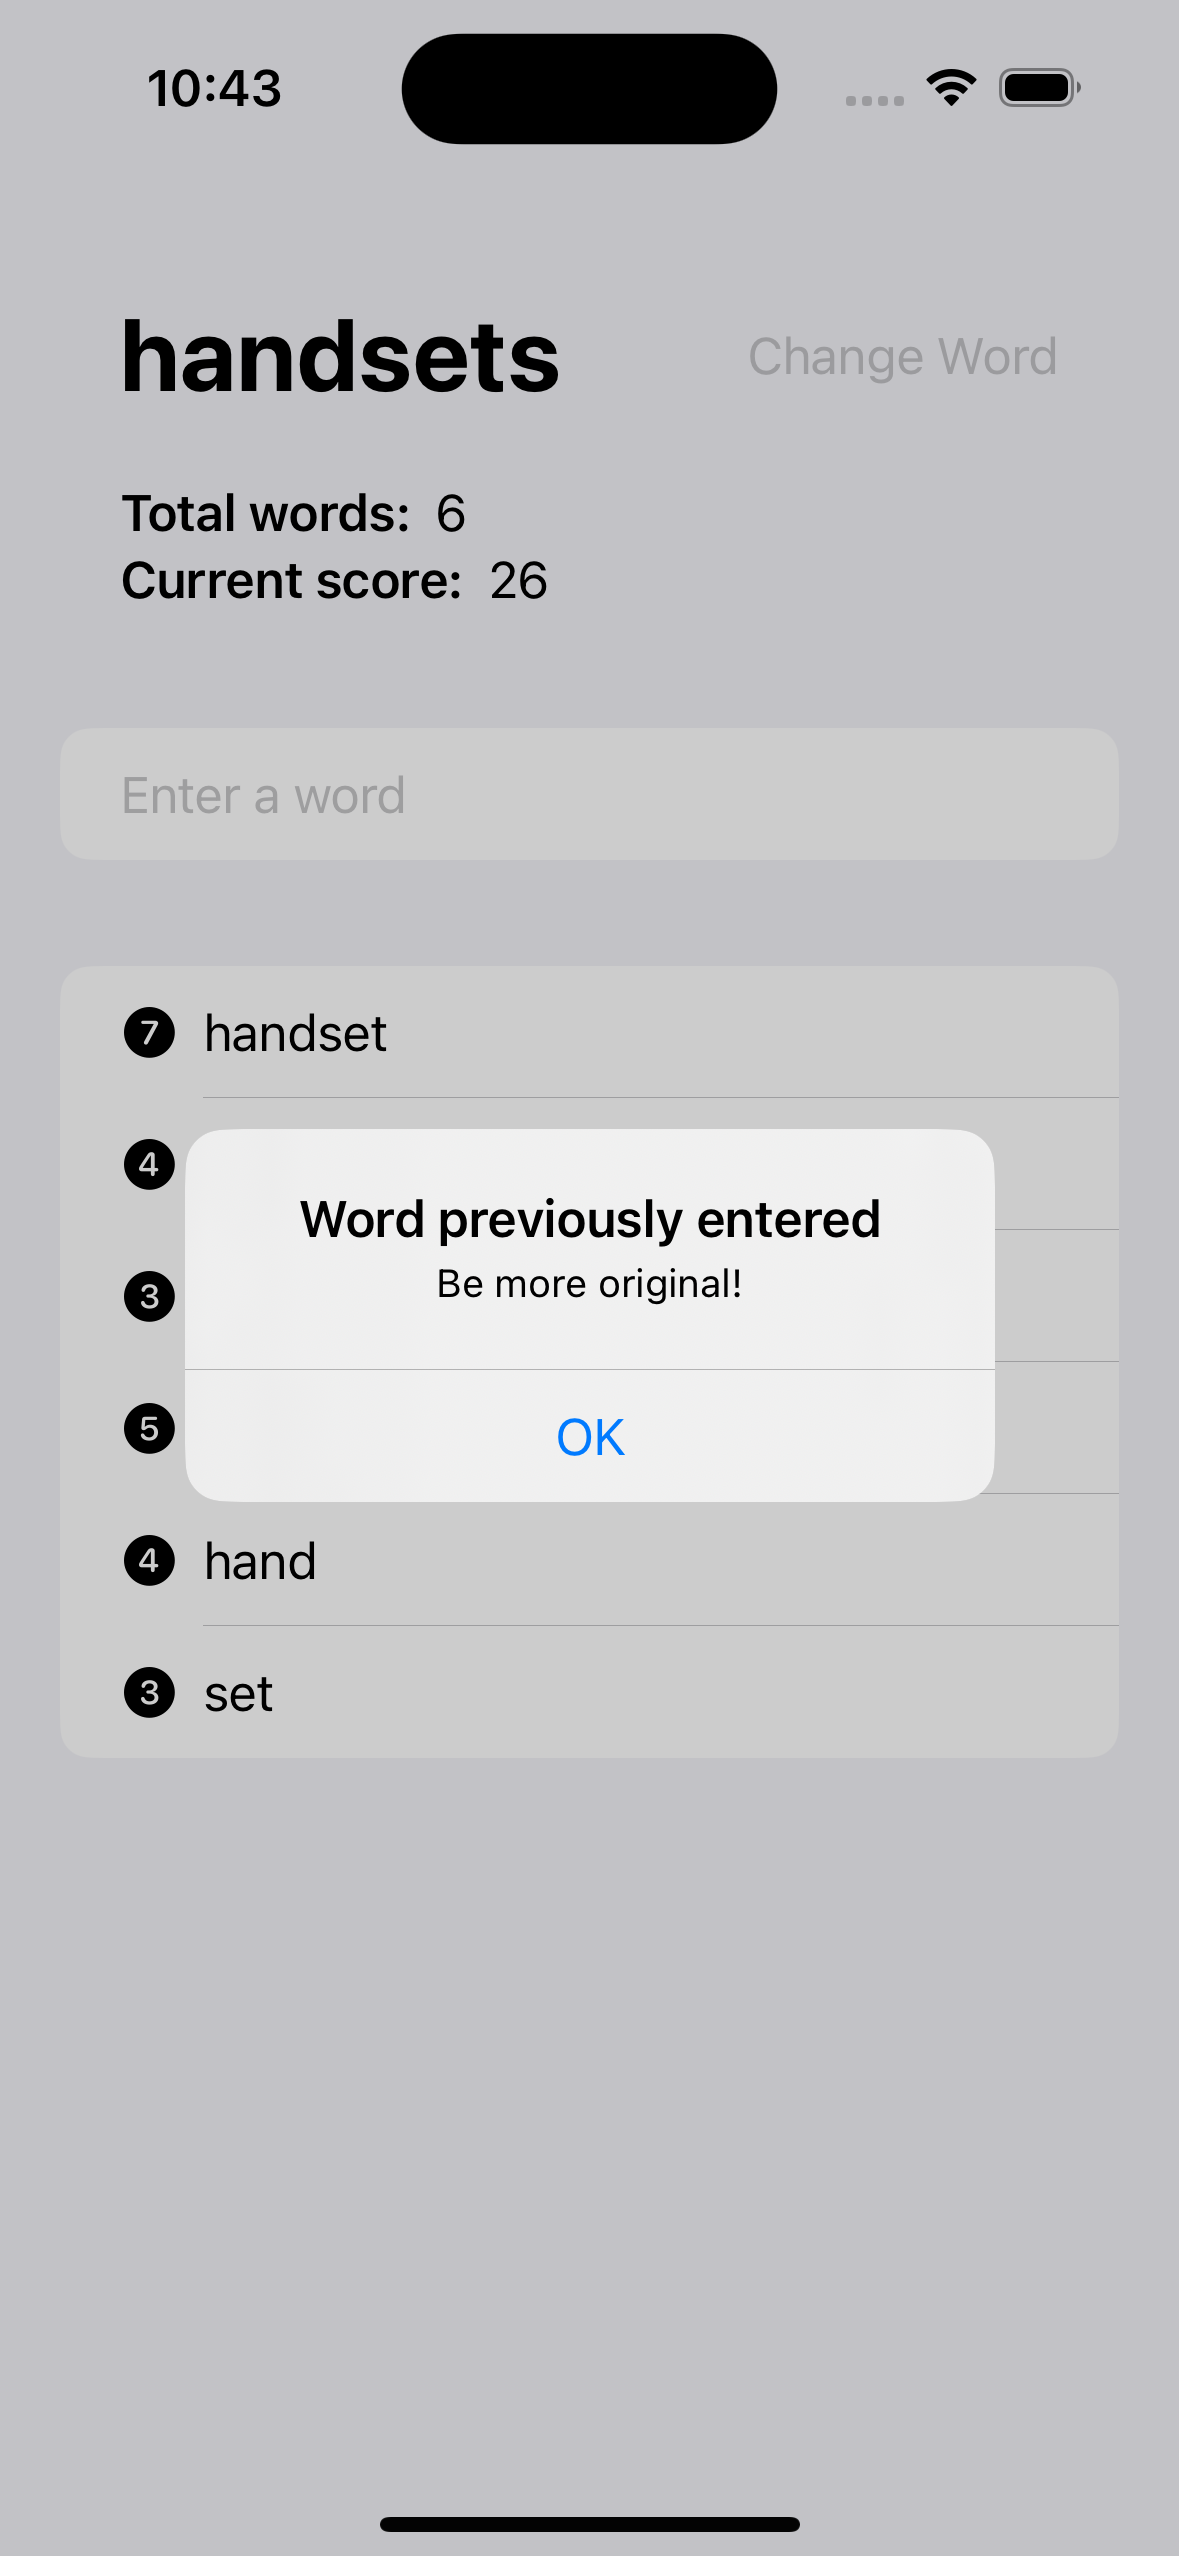 10:43
handsets
Change Word
Total words: 6
Current score: 26
Enter a word
7 handset
4
3
5
Word previously entered
Be more original!
OK
4 hand
3 set